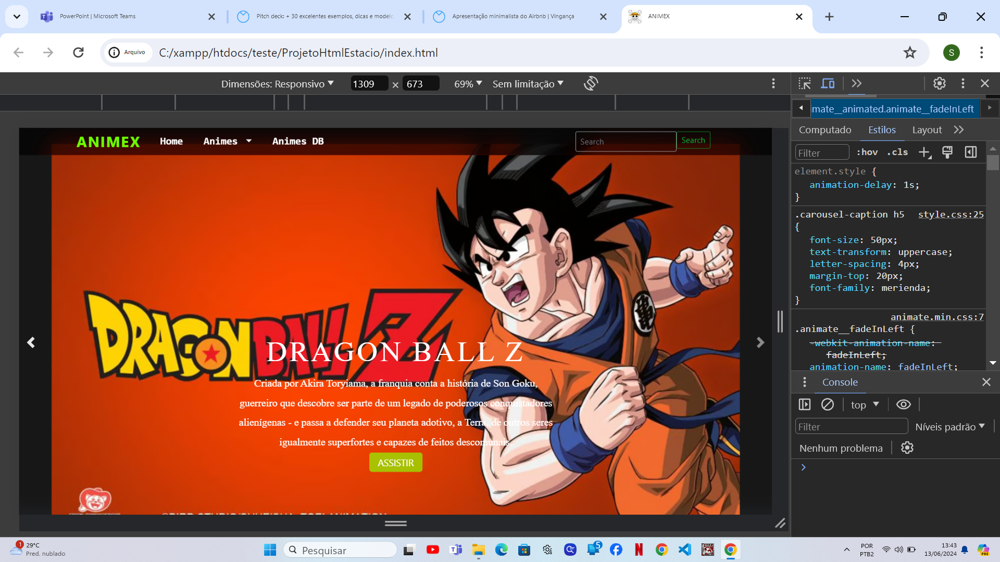 PowerPoint | Microsoft Teams
Pitch deck: + 30 excelentes exemplos, dicas e modelo
Apresentação minimalista do Airbnb | Vingança
ANIMEX
Arquivo
C:/xampp/htdocs/teste/ProjetoHtmlEstacio/index.html
S
Dimensões: Responsivo
1309 × 673
69%
Sem limitação
ANIMEX
Home
Animes
Animes DB
Search
Search
DRAGON BALL Z
DRAGON BALL Z
Criada por Akira Toryiama, a franquia conta a história de Son Goku,
guerreiro que descobre ser parte de um legado de poderosos conquistadores
alienígenas - e passa a defender seu planeta adotivo, a Terra, de outros seres
igualmente superfortes e capazes de feitos descomunais.
ASSISTIR
imate__animated.animate__fadeInLeft
Computado
Estilos
Layout
Filter
:hov
.cls
element.style {
animation-delay: 1s;
}
.carousel-caption h5
style.css:25
{
font-size: 50px;
text-transform: uppercase;
letter-spacing: 4px;
margin-top: 20px;
font-family: merienda;
}
animate.min.css:7
.animate__fadeInLeft {
-webkit-animation-name:
fadeInLeft;
animation-name: fadeInLeft;
Console
top
Filter
Níveis padrão
Nenhum problema
1
29°C
Pred. nublado
Pesquisar
5
POR
PTB2
13:43
13/06/2024
PRE